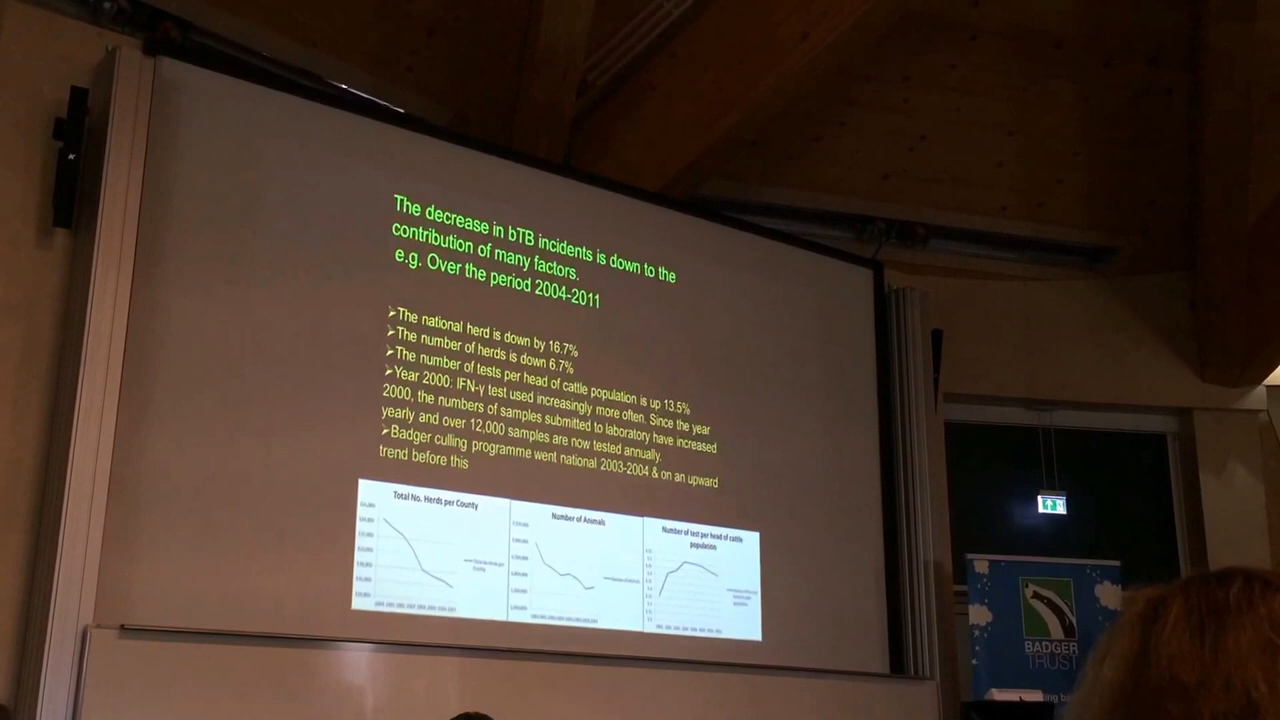 The decrease in bTB incidents is down to the
contribution of many factors.
e.g. Over the period 2004-2011
➢The national herd is down by 16.7%
➢The number of herds is down 6.7%
➢The number of tests per head of cattle population is up 13.5%
➢Year 2000; IFN-γ test used increasingly more often. Since the year
2000, the numbers of samples submitted to laboratory have increased
yearly and over 12,000 samples are now tested annually.
➢Badger culling programme went national 2003-2004 & on an upward
trend before this
Total No. Herds per County
Number of Animals
Number of test per head of cattle
population
BADGER
TRUST